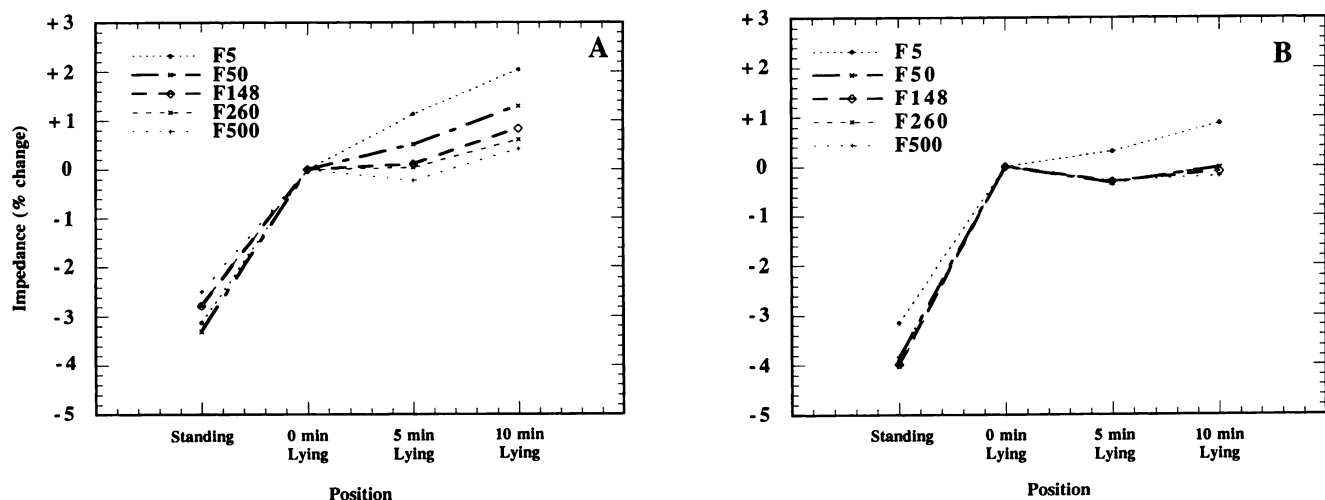 A
F5
F50
F148
F260
F500
+3
+2
+1
0
-1
-2
-3
-4
-5
Impedance (% change)
Standing
0 min
Lying
5 min
Lying
10 min
Lying
Position
B
F5
F50
F148
F260
F500
+3
+2
+1
0
-1
-2
-3
-4
-5
Standing
0 min
Lying
5 min
Lying
10 min
Lying
Position